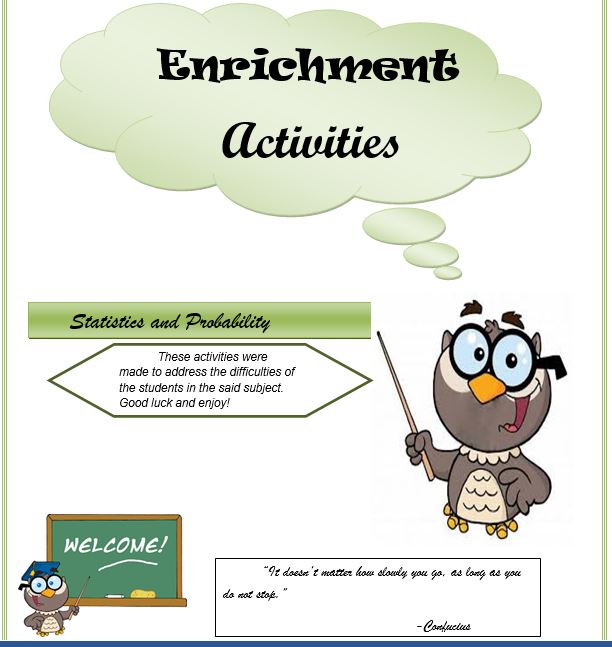 Enrichment
Activities
Statistics and Probability
These activities were
made to address the difficulties of
the students in the said subject.
Good luck and enjoy!
WELCOME!
"It doesn't matter how slowly you go, as long as you
do not stop."
-Confucius